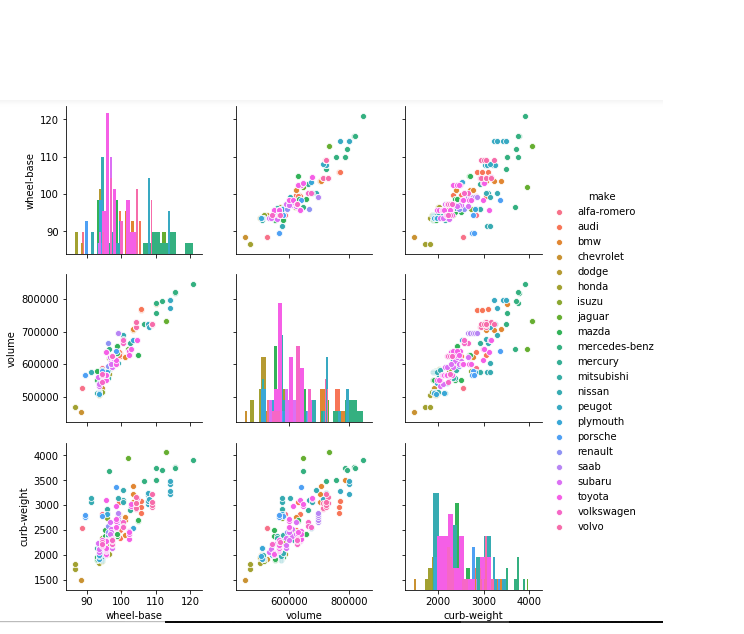 120
110
100
90
wheel-base
800000
700000
600000
500000
volume
4000
3500
3000
2500
2000
1500
curb-weight
90 100 110 120
wheel-base
600000 800000
volume
2000 3000 4000
curb-weight
make
alfa-romero
audi
bmw
chevrolet
dodge
honda
isuzu
jaguar
mazda
mercedes-benz
mercury
mitsubishi
nissan
peugot
plymouth
porsche
renault
saab
subaru
toyota
volkswagen
volvo